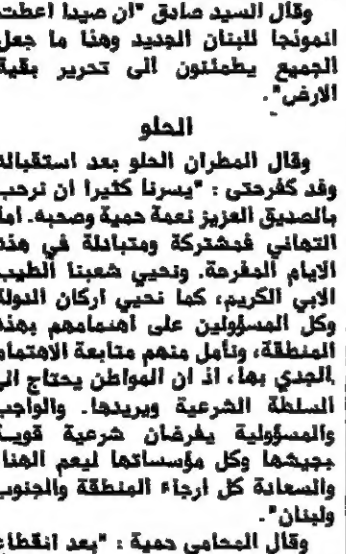 وقال السيد صادق "ان صيدا اعطت
انموذجا للبنان الجديد وهذا ما جعل
الجميع يطمئنون الى تحرير بقية
الارض".
الحلو
وقال المطران الحلو بعد استقباله
وفد كفرحتى : "يسرنا كثيرا ان نرحب
بالصديق العزيز نعمة حمية وصحبه. اما
التهاني فمشتركة ومتبادلة في هذه
الايام المفرحة. ونحيي شعبنا الطيب
الابي الكريم، كما نحيي اركان الدولة
وكل المسؤولين على اهتمامهم بهذه
المنطقة، ونأمل منهم متابعة الاهتمام
الجدي بها، اذ ان المواطن يحتاج الى
السلطة الشرعية ويريدها. والواجب
والمسؤولية يفرضان شرعية قوية
بجيشها وكل مؤسساتها ليعم الهناء
والسعادة كل ارجاء المنطقة والجنوب
ولبنان".
وقال المحامي حمية : "بعد انقطاع